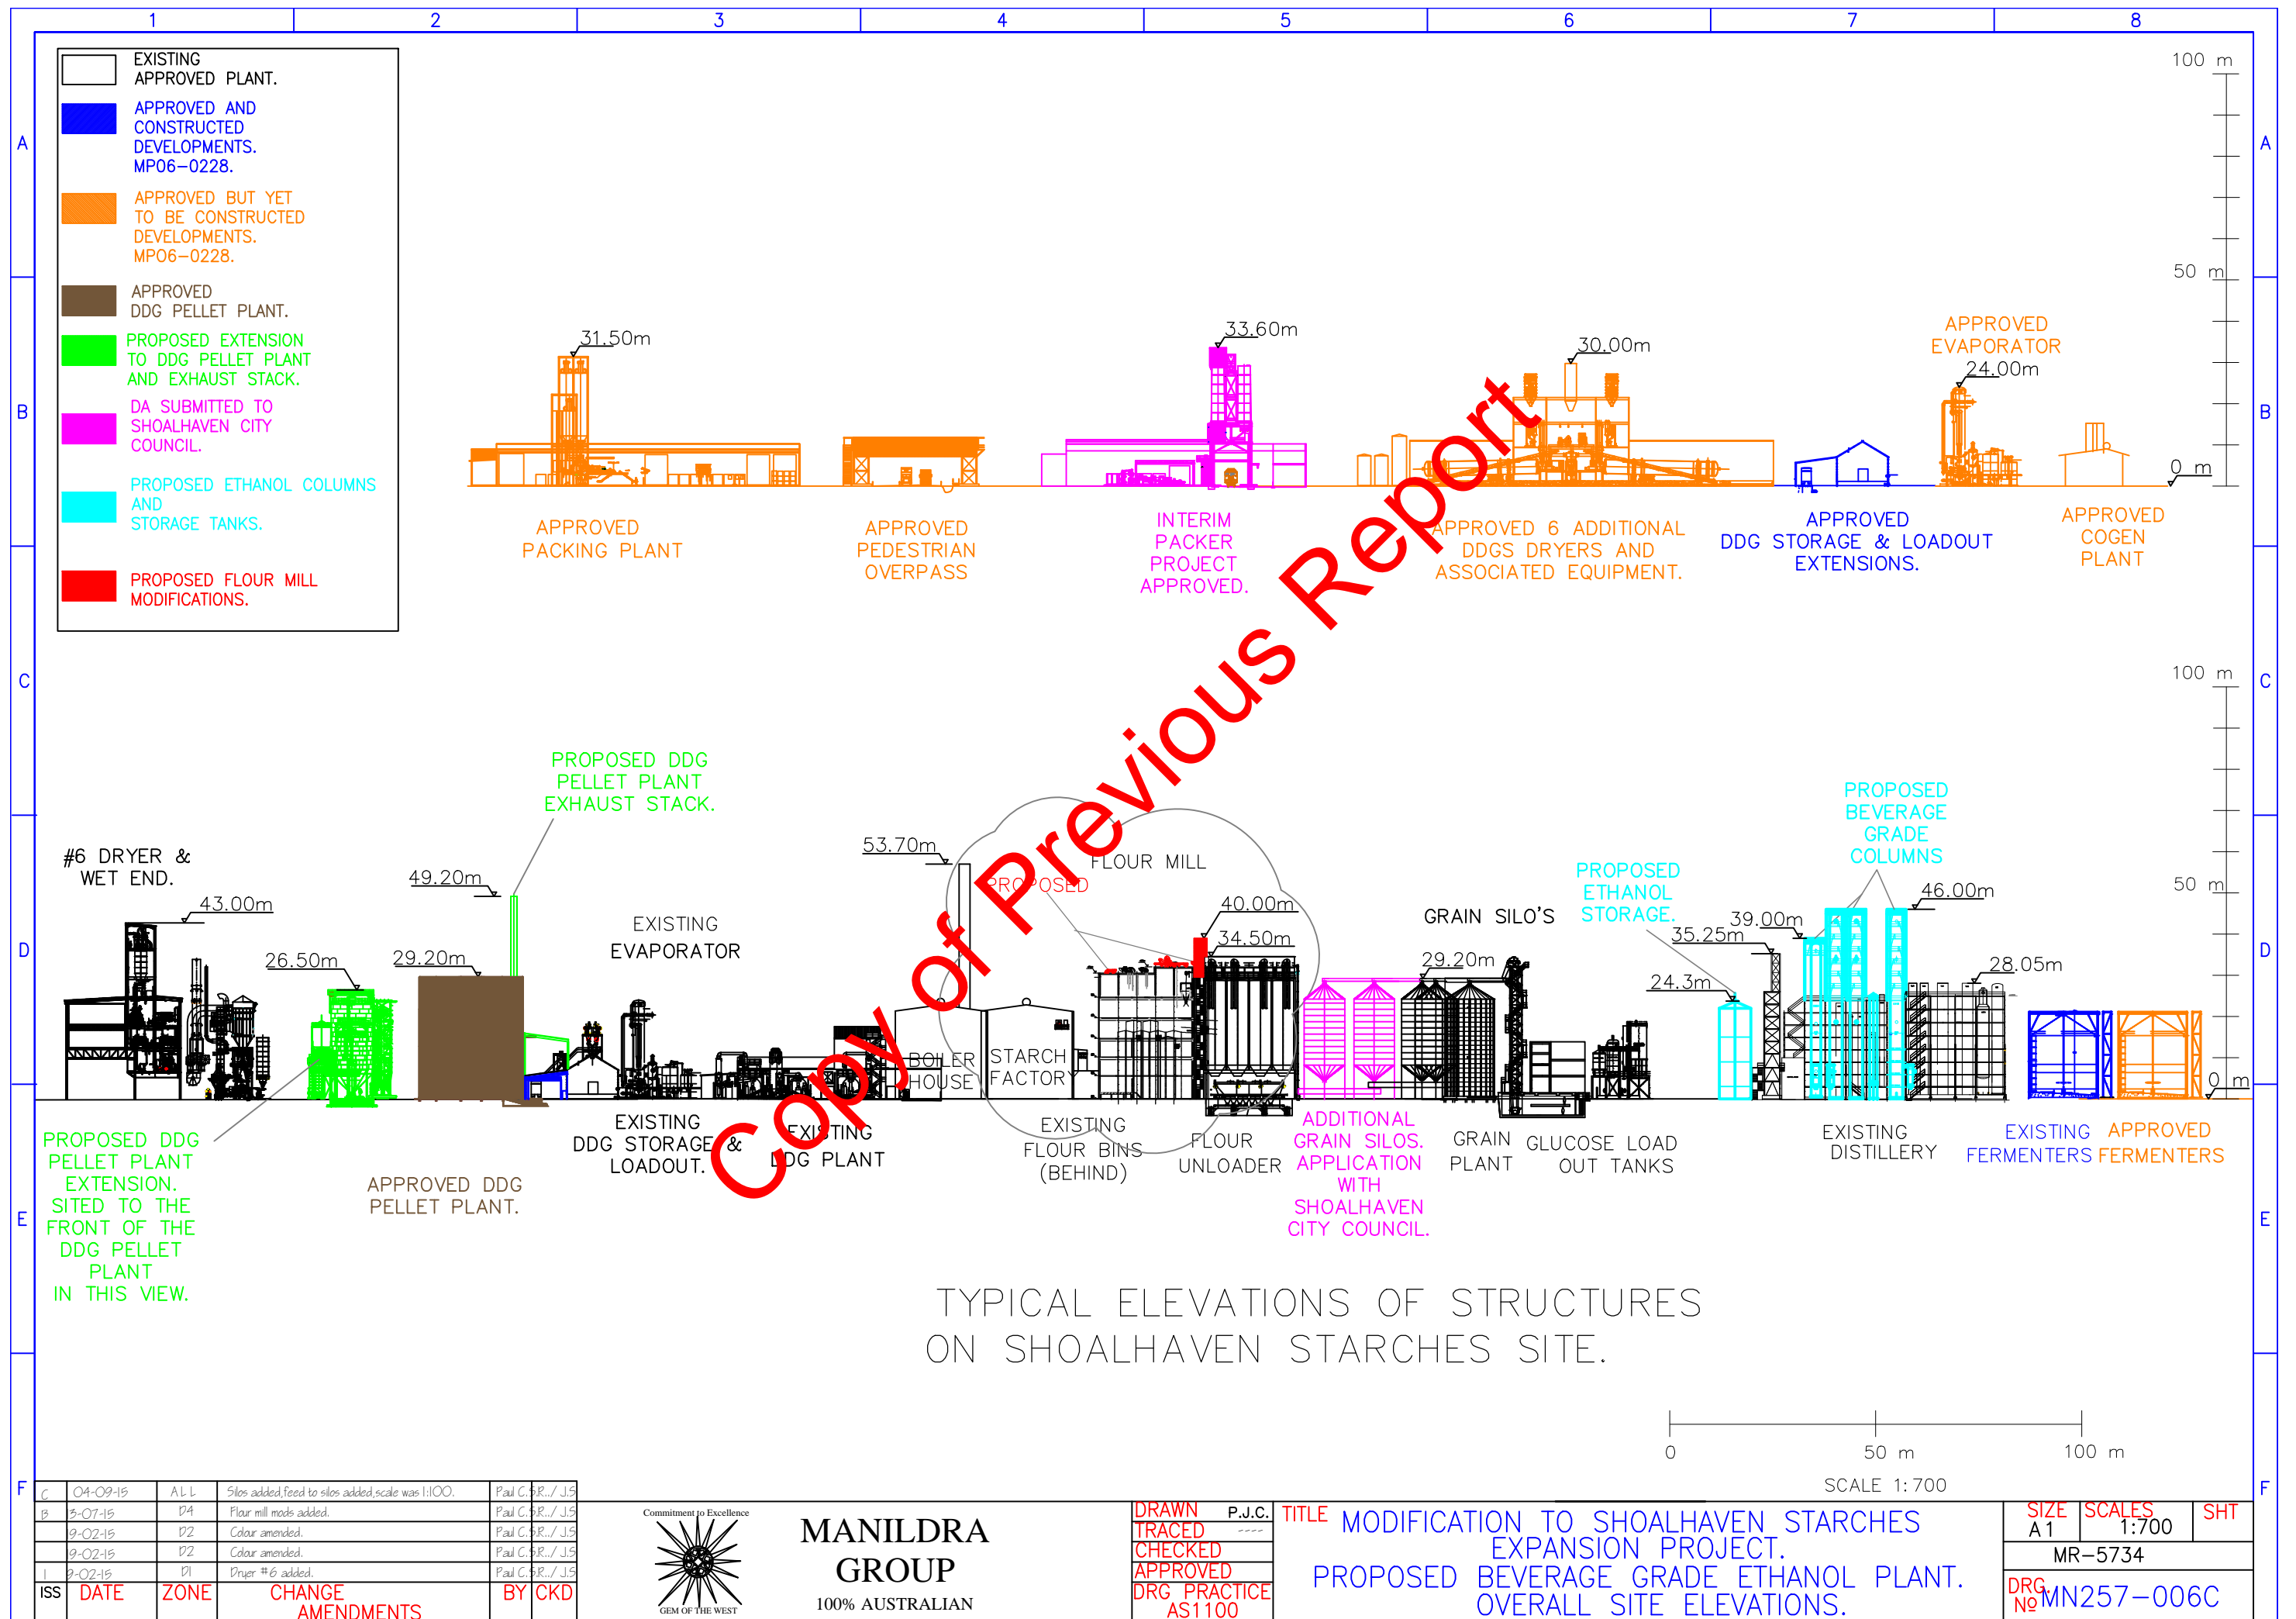 1 2 3 4 5 6 7 8
A
B
C
D
E
F
A
B
C
D
E
F
EXISTING
APPROVED PLANT.
APPROVED AND
CONSTRUCTED
DEVELOPMENTS.
MP06-0228.
APPROVED BUT YET
TO BE CONSTRUCTED
DEVELOPMENTS.
MP06-0228.
APPROVED
DDG PELLET PLANT.
PROPOSED EXTENSION
TO DDG PELLET PLANT
AND EXHAUST STACK.
DA SUBMITTED TO
SHOALHAVEN CITY
COUNCIL.
PROPOSED ETHANOL COLUMNS
AND
STORAGE TANKS.
PROPOSED FLOUR MILL
MODIFICATIONS.
100 m
50 m
0 m
31.50m
33.60m
30.00m
APPROVED
EVAPORATOR
24.00m
APPROVED
PACKING PLANT
APPROVED
PEDESTRIAN
OVERPASS
INTERIM
PACKER
PROJECT
APPROVED.
APPROVED 6 ADDITIONAL
DDGS DRYERS AND
ASSOCIATED EQUIPMENT.
APPROVED
DDG STORAGE & LOADOUT
EXTENSIONS.
APPROVED
COGEN
PLANT
Copy of Previous Report
100 m
50 m
0 m
#6 DRYER &
WET END.
43.00m
26.50m
49.20m
29.20m
PROPOSED DDG
PELLET PLANT
EXHAUST STACK.
EXISTING
EVAPORATOR
53.70m
PROPOSED
FLOUR MILL
40.00m
34.50m
GRAIN SILO'S
29.20m
PROPOSED
ETHANOL
STORAGE.
24.3m
35.25m
39.00m
PROPOSED
BEVERAGE
GRADE
COLUMNS
46.00m
28.05m
BOILER
HOUSE
STARCH
FACTORY
PROPOSED DDG
PELLET PLANT
EXTENSION.
SITED TO THE
FRONT OF THE
DDG PELLET
PLANT
IN THIS VIEW.
APPROVED DDG
PELLET PLANT.
EXISTING
DDG STORAGE &
LOADOUT.
EXISTING
DDG PLANT
EXISTING
FLOUR BINS
(BEHIND)
FLOUR
UNLOADER
ADDITIONAL
GRAIN SILOS.
APPLICATION
WITH
SHOALHAVEN
CITY COUNCIL.
GRAIN
PLANT
GLUCOSE LOAD
OUT TANKS
EXISTING
DISTILLERY
EXISTING
FERMENTERS
APPROVED
FERMENTERS
TYPICAL ELEVATIONS OF STRUCTURES
ON SHOALHAVEN STARCHES SITE.
0 50 m 100 m
SCALE 1:700
C 04-09-15 ALL Silos added,feed to silos added,scale was 1:100. Paul C.
B 3-07-15 D4 Flour mill mods added. Paul C.
9-02-15 D2 Colour amended. Paul C.
9-02-15 D2 Colour amended. Paul C.
1 9-02-15 D1 Dryer #6 added. Paul C.
ISS DATE ZONE CHANGE BY CKD
AMENDMENTS
Commitment to Excellence
GEM OF THE WEST
MANILDRA
GROUP
100% AUSTRALIAN
DRAWN P.J.C.
TRACED ----
CHECKED
APPROVED
DRG PRACTICE
AS1100
TITLE MODIFICATION TO SHOALHAVEN STARCHES
EXPANSION PROJECT.
PROPOSED BEVERAGE GRADE ETHANOL PLANT.
OVERALL SITE ELEVATIONS.
SIZE A1
SCALES 1:700
SHT
MR-5734
DRG. Nº MN257-006C